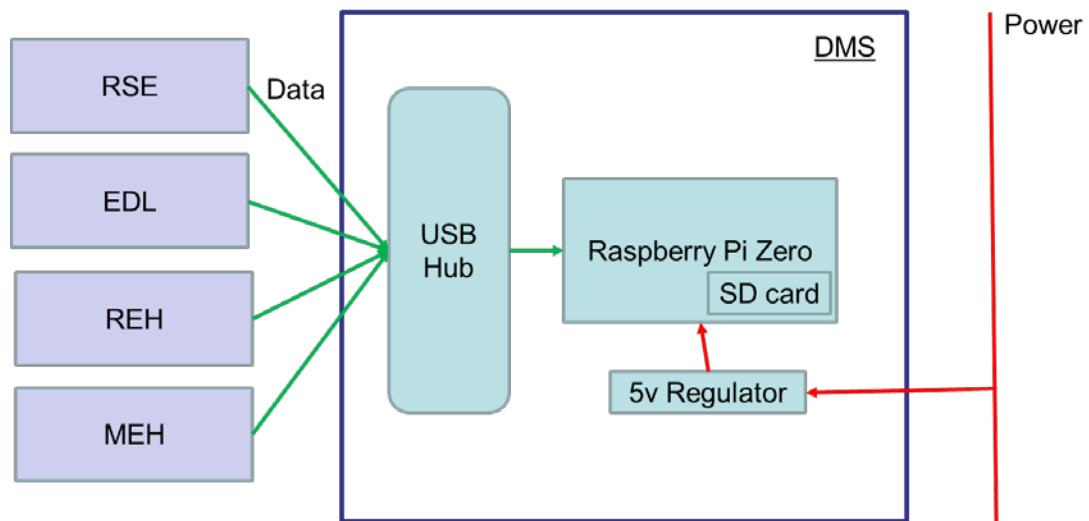 RSE
EDL
REH
MEH
Data
USB
Hub
DMS
Raspberry Pi Zero
SD card
5v Regulator
Power